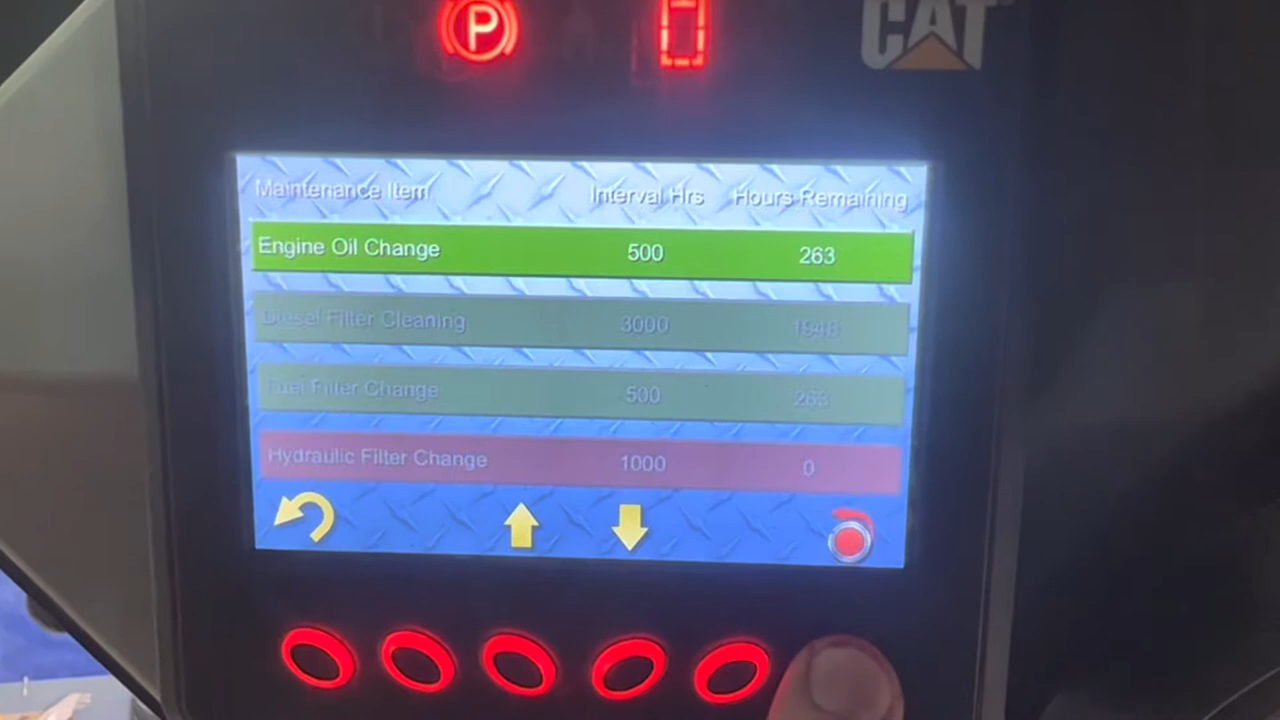 P
CAT
Maintenance Item Interval Hrs Hours Remaining
Engine Oil Change 500 263
Diesel Filter Cleaning 3000 1948
Fuel Filter Change 500 263
Hydraulic Filter Change 1000 0